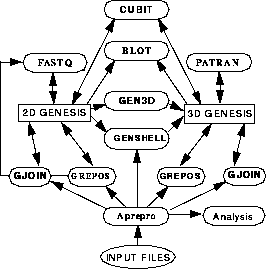 CUBIT
BLOT
FASTQ
PATRAN
GEN3D
2D GENESIS
3D GENESIS
GENSHELL
GJOIN
GREPOS
GREPOS
GJOIN
Aprepro
Analysis
INPUT FILES